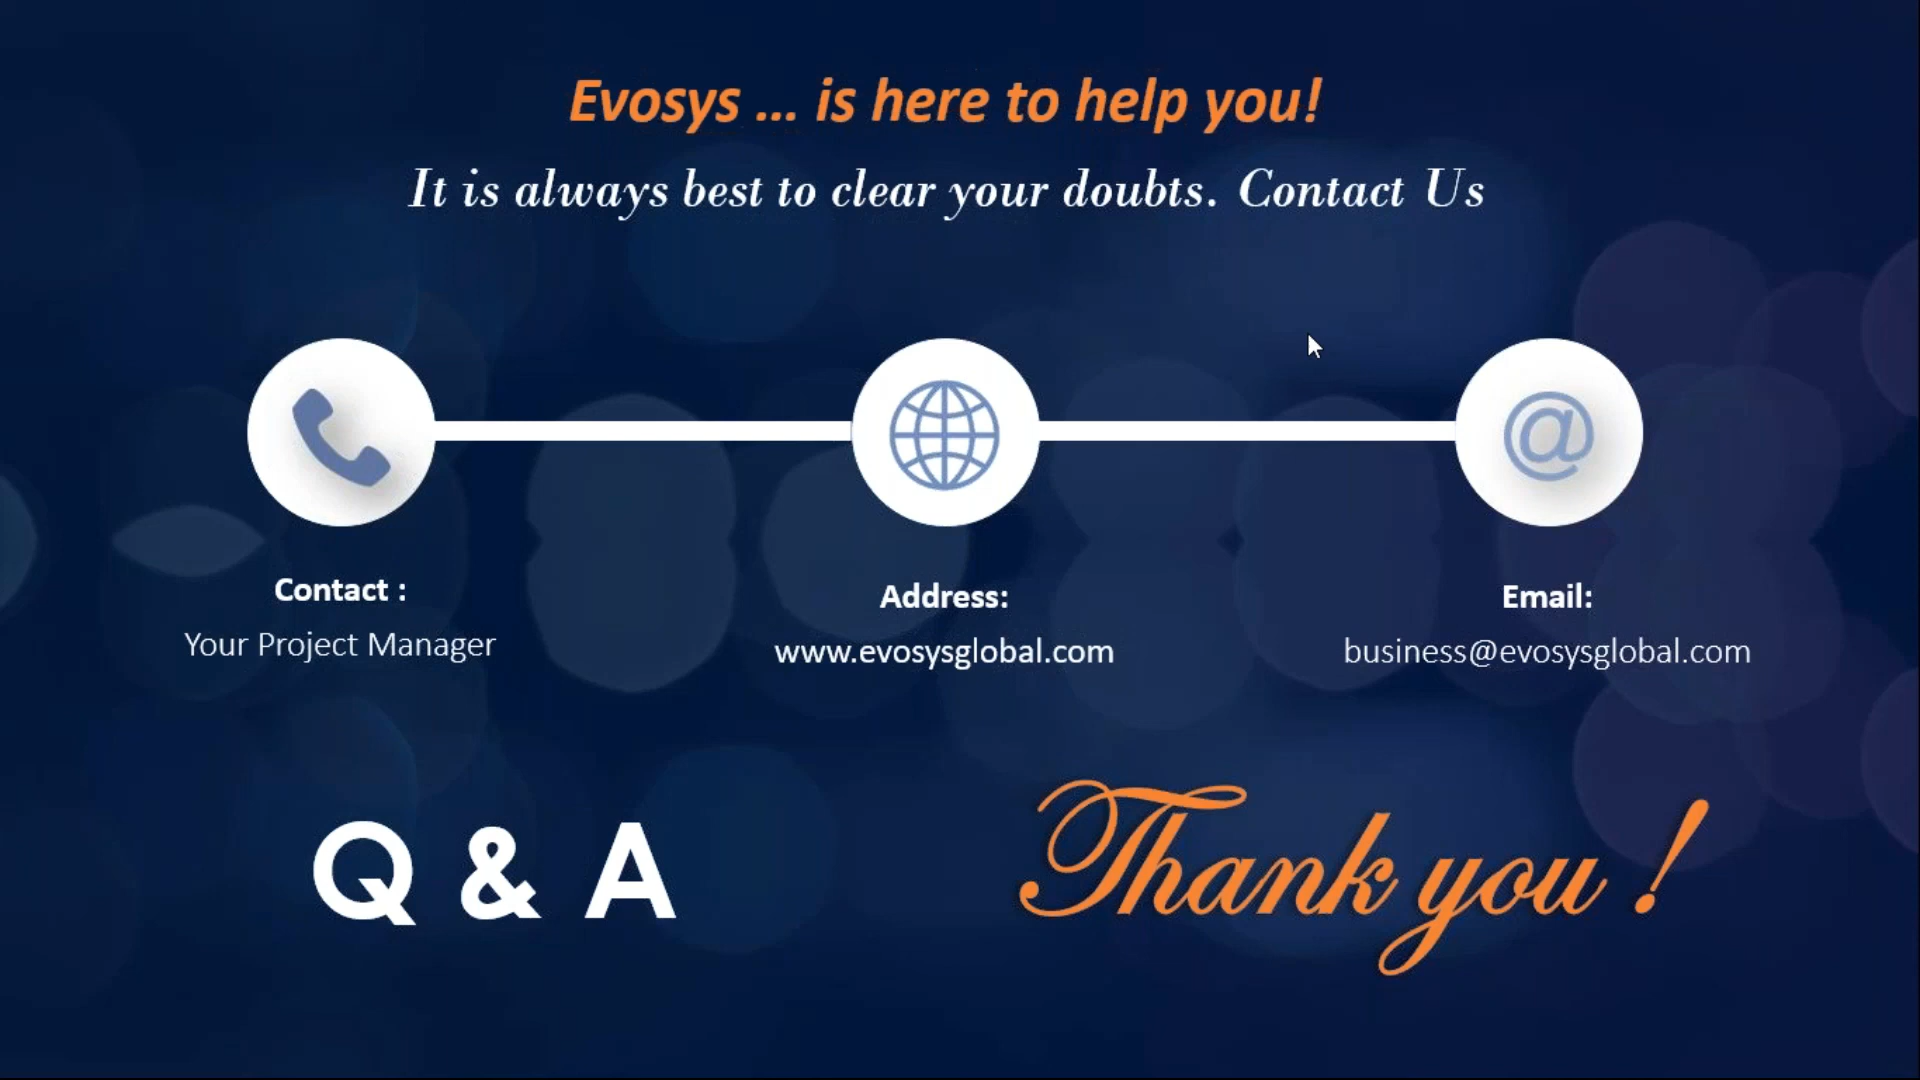 Evosys ... is here to help you!
It is always best to clear your doubts. Contact Us
@
Contact :
Your Project Manager
Address:
www.evosysglobal.com
Email:
business@evosysglobal.com
Q & A
Thank you !